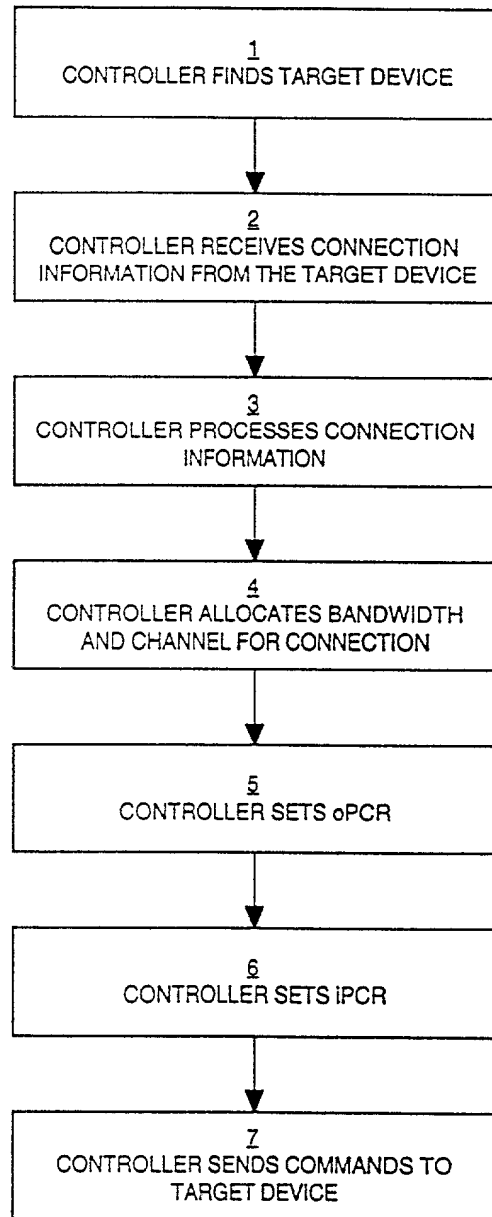 1
CONTROLLER FINDS TARGET DEVICE
2
CONTROLLER RECEIVES CONNECTION
INFORMATION FROM THE TARGET DEVICE
3
CONTROLLER PROCESSES CONNECTION
INFORMATION
4
CONTROLLER ALLOCATES BANDWIDTH
AND CHANNEL FOR CONNECTION
5
CONTROLLER SETS oPCR
6
CONTROLLER SETS iPCR
7
CONTROLLER SENDS COMMANDS TO
TARGET DEVICE